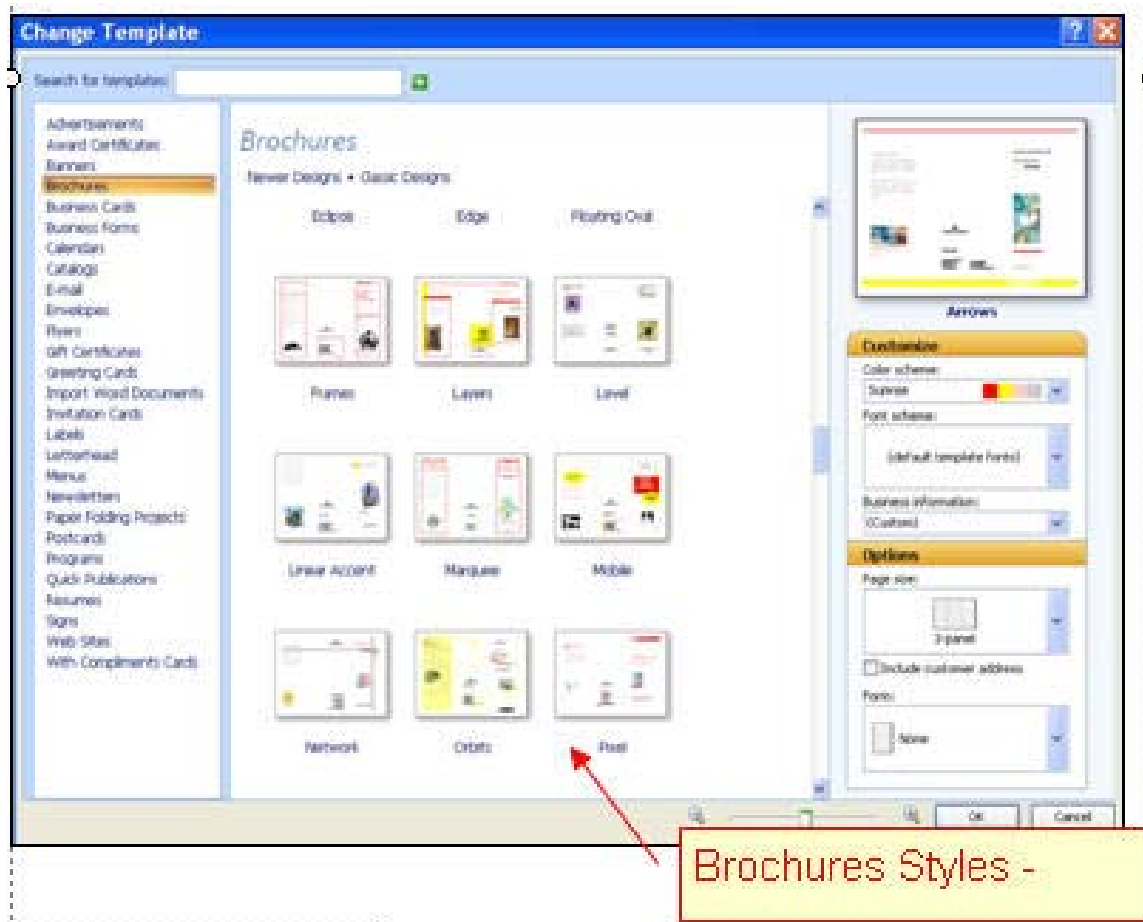 Change Template
Search for templates:
Advertisements
Award Certificates
Banners
Brochures
Business Cards
Business Forms
Calendars
Catalogs
E-mail
Envelopes
Flyers
Gift Certificates
Greeting Cards
Import Word Documents
Invitation Cards
Labels
Letterhead
Menus
Newsletters
Paper Folding Projects
Postcards
Programs
Quick Publications
Resumes
Signs
Web Sites
With Compliments Cards
Brochures
Newer Designs • Classic Designs
Eclipse Edge Floating Oval
Frames Layers Level
Linear Accent Marquee Mobile
Network Orbits Pixel
Arrows
Customize
Color scheme:
Sunrise
Font scheme:
(default template fonts)
Business information:
(Custom)
Options
Page size:
3-panel
Include customer address
Form:
None
OK Cancel
Brochures Styles -